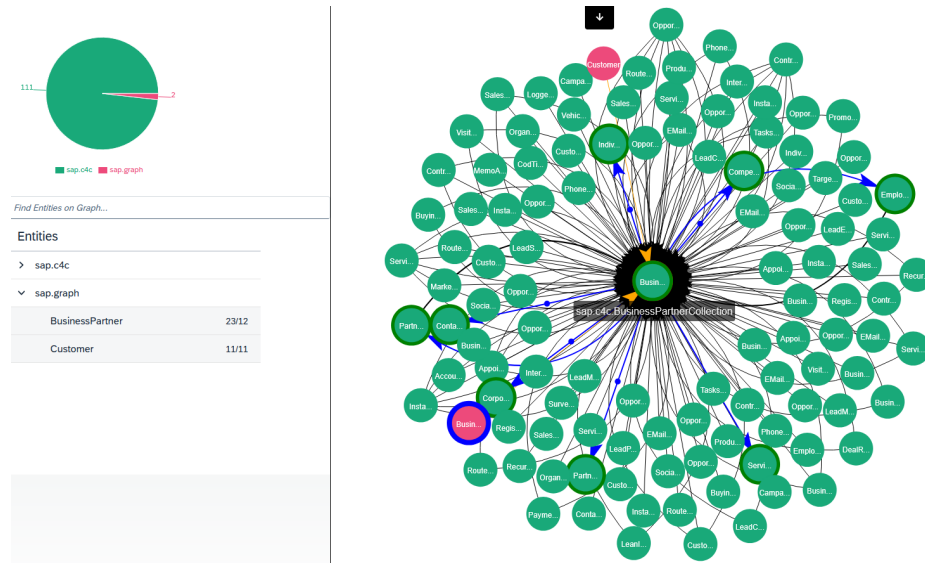 111
2
sap.c4c sap.graph
Find Entities on Graph...
Entities
sap.c4c
sap.graph
BusinessPartner 23/12
Customer 11/11
Oppor...
Phone...
Contr...
Customer
Route...
Produ...
Inter...
Campa...
Sales...
Logge...
Sales...
Servi...
Oppor...
Insta...
Oppor...
Promo...
Vehic...
Visit...
Organ...
EMail...
Tasks...
Custo...
Indiv...
Oppor...
LeadC...
Indiv...
Oppor...
Contr...
MemoA...
CodTi...
Compe...
Targe...
Phone...
Socia...
Emplo...
Buyin...
Sales...
Insta...
Oppor...
EMail...
Custo...
Oppor...
LeadE...
Servi...
Route...
LeadS...
Servi...
Custo...
Appoi...
Insta...
Sales...
Recur...
Marke...
Busin...
Socia...
Oppor...
Busin...
Regis...
Contr...
sap.c4c.BusinessPartnerCollection
Partn...
Conta...
Oppor...
Busin...
Busin...
Appoi...
Oppor...
EMail...
Servi...
Accou...
Appoi...
Inter...
LeadM...
EMail...
Visit...
Busin...
Insta...
Corpo...
Oppor...
Tasks...
Contr...
Oppor...
LeadM...
Busin...
Surve...
Busin...
Regis...
Sales...
Servi...
EMail...
Produ...
Phone...
LeadP...
Emplo...
DealR...
Route...
Recur...
Organ...
Partn...
Custo...
Socia...
Oppor...
Servi...
Buyin...
Campa...
Busin...
Payme...
Conta...
Insta...
Route...
LeadC...
Leanl...
Custo...